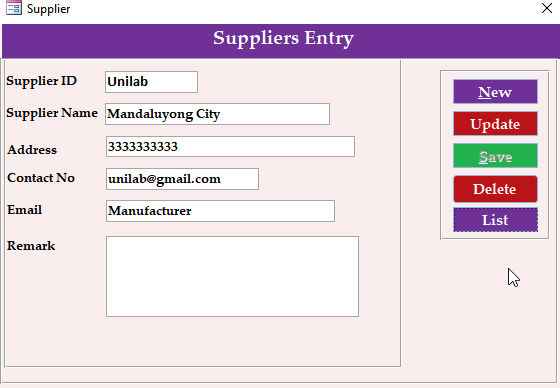 Supplier
Suppliers Entry
Supplier ID Unilab
Supplier Name Mandaluyong City
Address 3333333333
Contact No unilab@gmail.com
Email Manufacturer
Remark
New
Update
Save
Delete
List